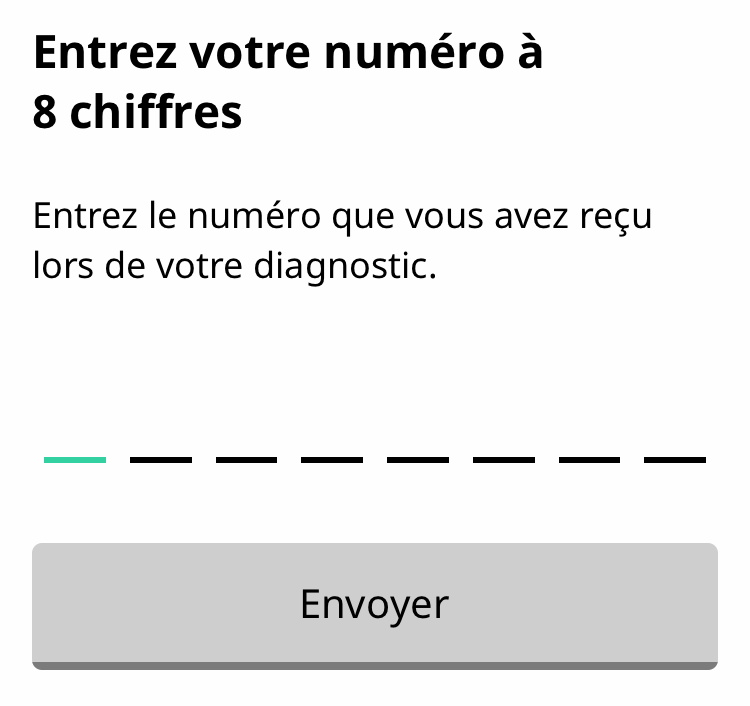 Entrez votre numéro à
8 chiffres
Entrez le numéro que vous avez reçu
lors de votre diagnostic.
Envoyer